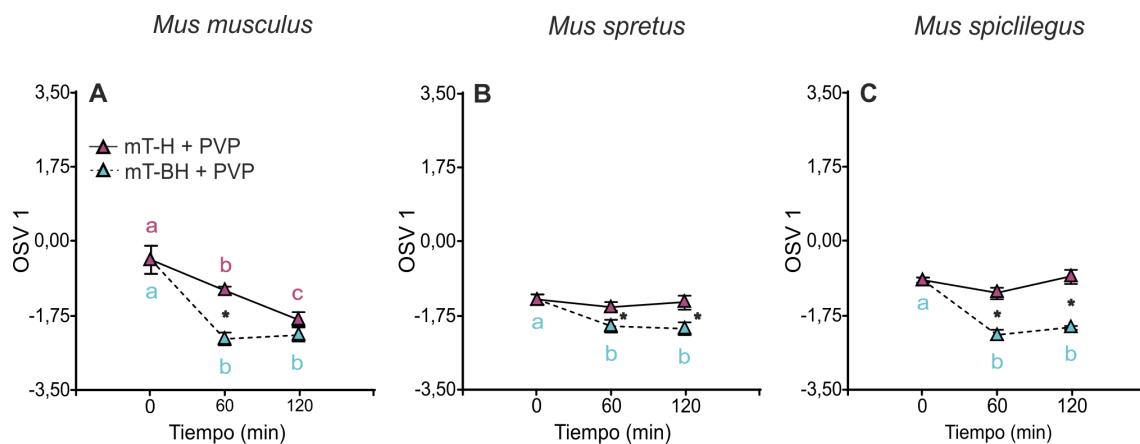 Mus musculus
Mus spretus
Mus spiclilegus
A
3,50
1,75
0,00
-1,75
-3,50
OSV 1
mT-H + PVP
mT-BH + PVP
a
b
c
a
*
b
b
0
60
120
Tiempo (min)
B
3,50
1,75
0,00
-1,75
-3,50
OSV 1
a
*
*
b
b
0
60
120
Tiempo (min)
C
3,50
1,75
0,00
-1,75
-3,50
OSV 1
a
*
*
b
b
0
60
120
Tiempo (min)